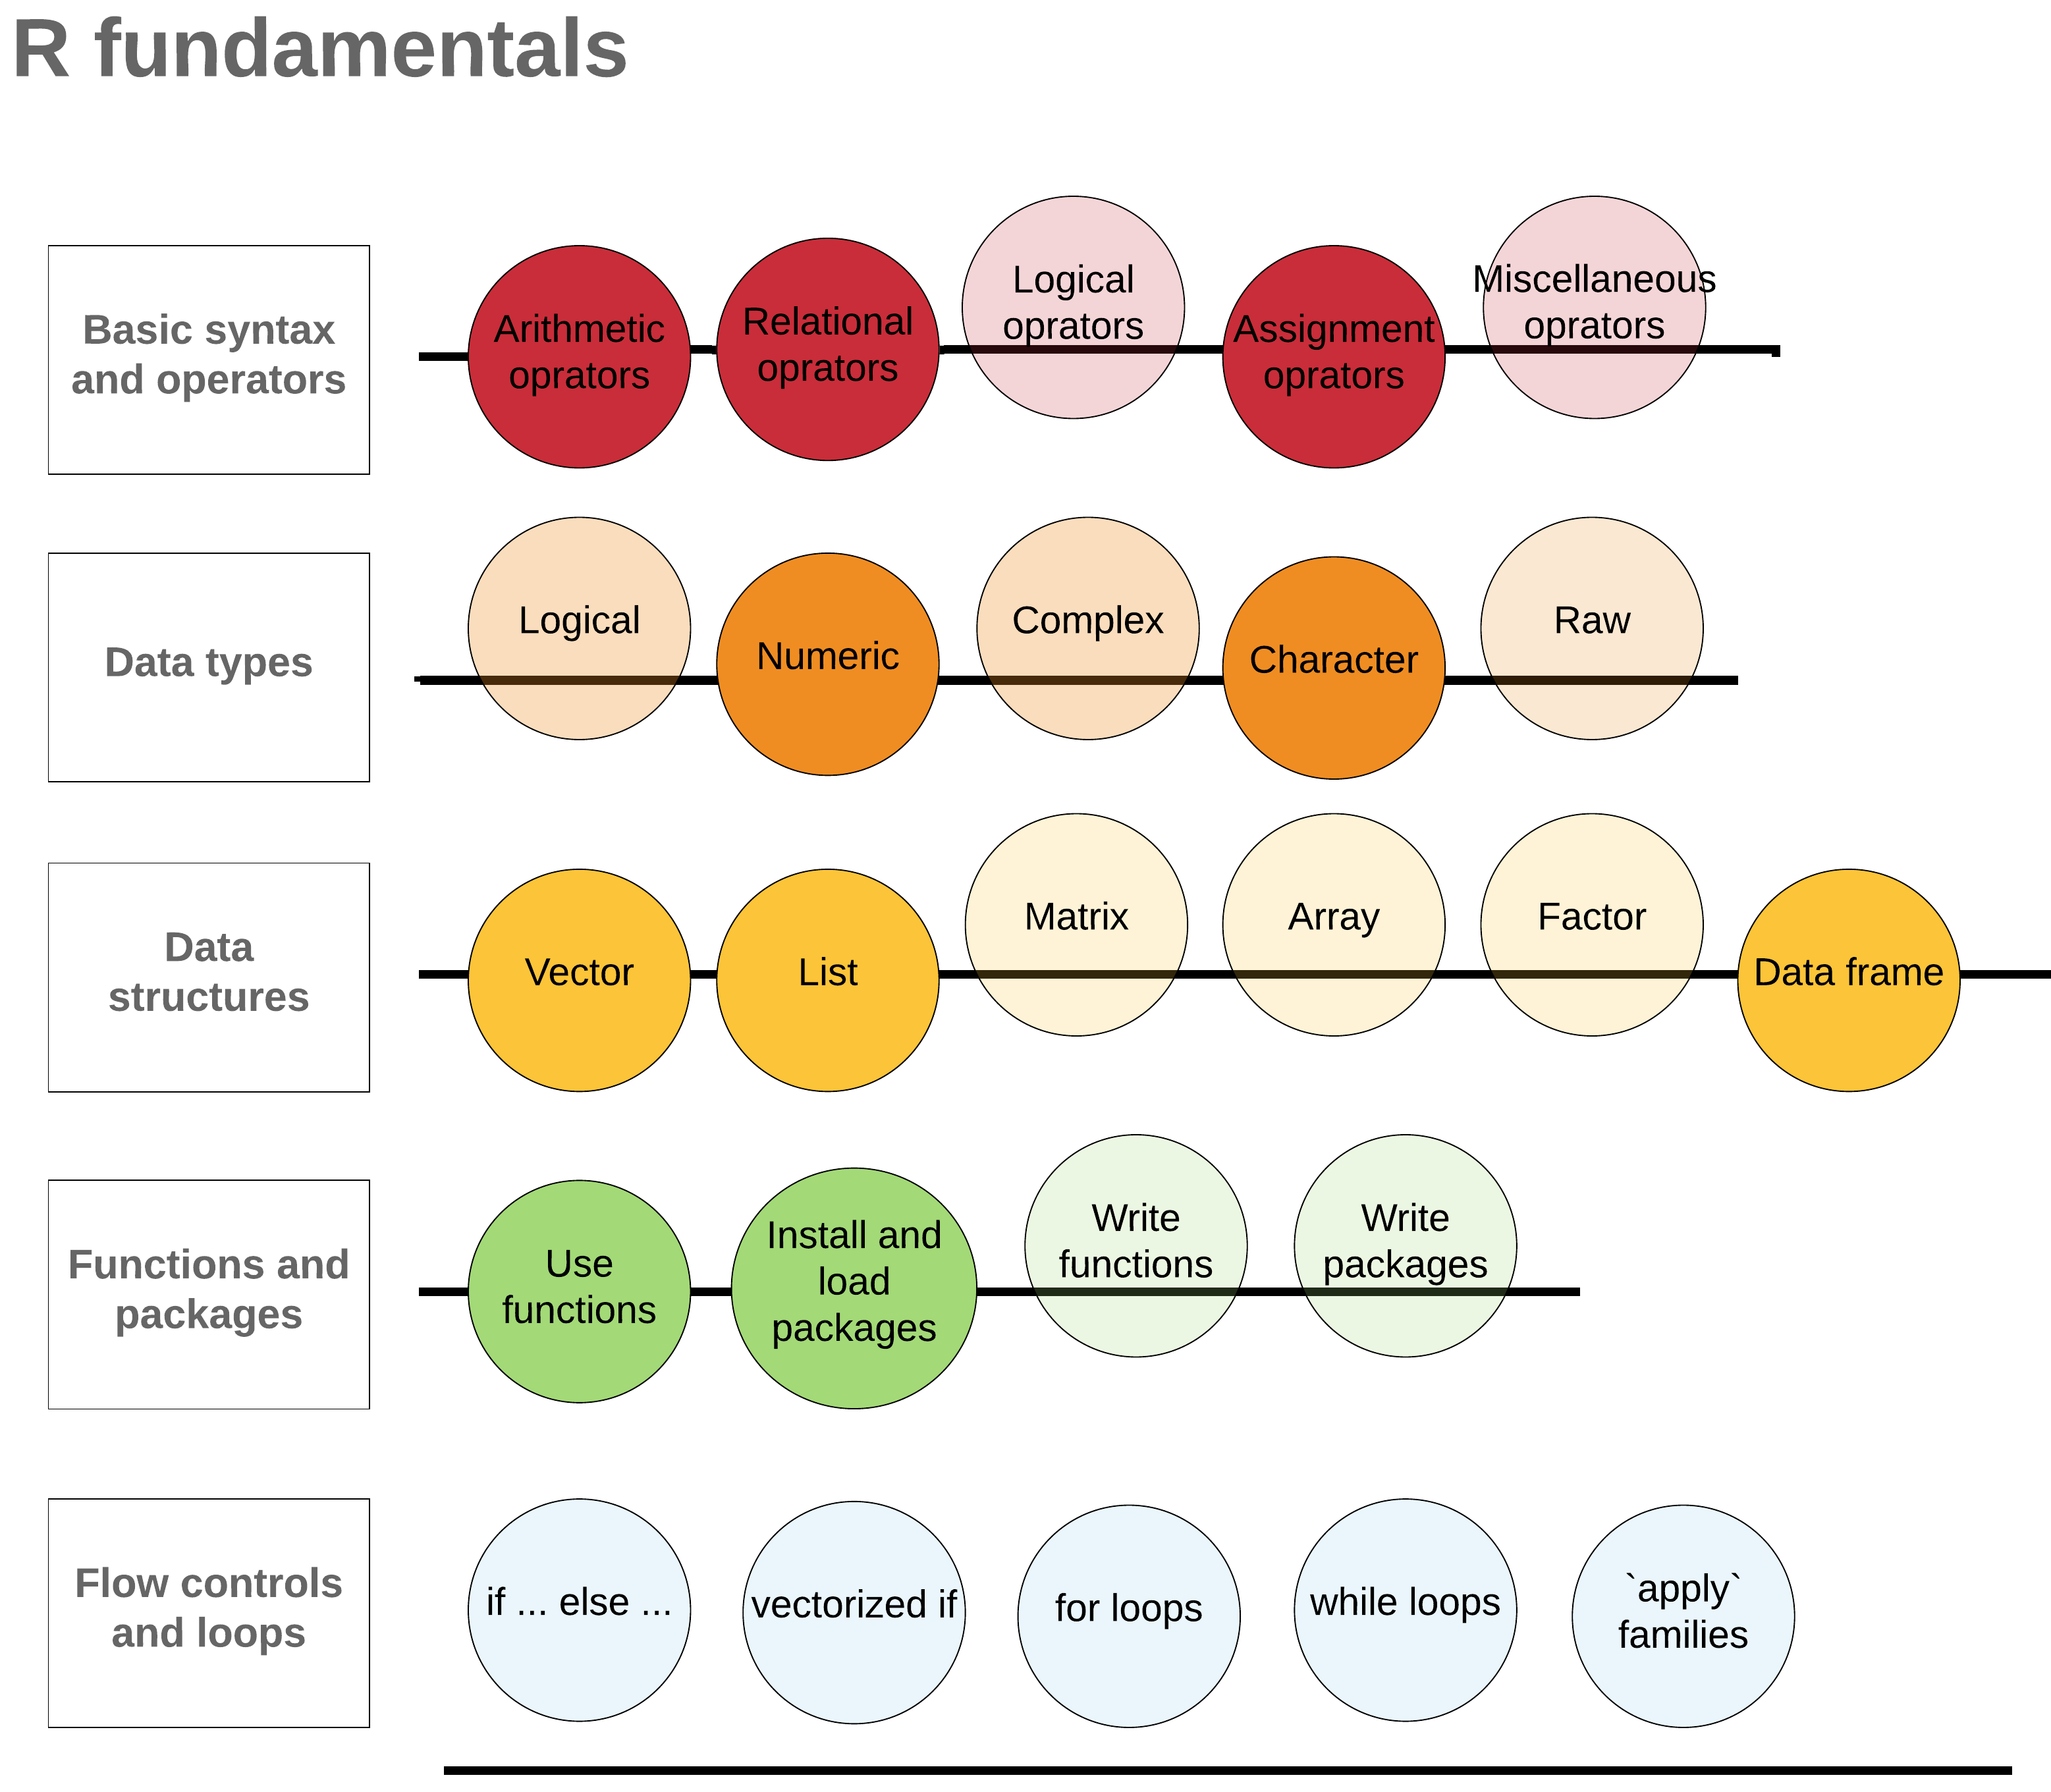 R fundamentals
Basic syntax
and operators
Arithmetic
oprators
Relational
oprators
Logical
oprators
Assignment
oprators
Miscellaneous
oprators
Data types
Logical
Numeric
Complex
Character
Raw
Data
structures
Vector
List
Matrix
Array
Factor
Data frame
Functions and
packages
Use
functions
Install and
load
packages
Write
functions
Write
packages
Flow controls
and loops
if ... else ...
vectorized if
for loops
while loops
`apply`
families